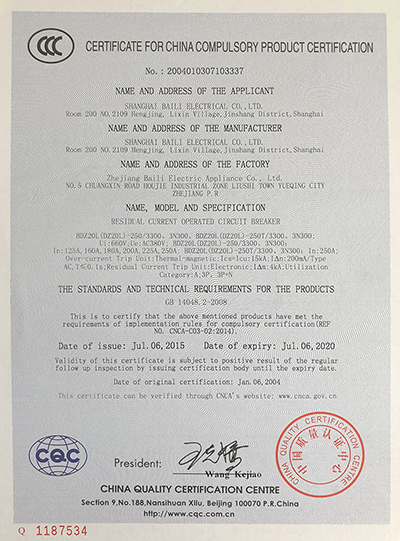 CCC
CERTIFICATE FOR CHINA COMPULSORY PRODUCT CERTIFICATION
No.: 2004010307103337
NAME AND ADDRESS OF THE APPLICANT
SHANGHAI BAILI ELECTRICAL CO., LTD.
Room 200 NO.2109 Hengjing, Lixin Village, Jinshang District, Shanghai
NAME AND ADDRESS OF THE MANUFACTURER
SHANGHAI BAILI ELECTRICAL CO., LTD.
Room 200 NO.2109 Hengjing, Lixin Village, Jinshang District, Shanghai
NAME AND ADDRESS OF THE FACTORY
Zhejiang Baili Electric Appliance Co., Ltd.
NO.5 CHUANGXIN ROAD HOUJIE INDUSTRIAL ZONE LIUSHI TOWN YUEQING CITY
ZHEJIANG P.R
NAME, MODEL AND SPECIFICATION
RESIDUAL CURRENT OPERATED CIRCUIT BREAKER
BDZ20L(DZ20L)-250/3300、3N300、BDZ20L(DZ20L)-250T/3300、3N300;
Ui:660V;Ue:AC380V; BDZ20L(DZ20L)-250/3300、3N300:
In:125A,160A,180A,200A,225A,250A; BDZ20L(DZ20L)-250T/3300、3N300: In:250A;
Over-current Trip Unit:Thermal-magnetic;Ics=Icu:15kA;IΔn:200mA/Type
AC,T≤0.1s;Residual Current Trip Unit:Electronic;IΔm:4kA;Utilization
Category:A;3P、3P+N
THE STANDARDS AND TECHNICAL REQUIREMENTS FOR THE PRODUCTS
GB 14048.2-2008
This is to certify that the above mentioned products have met the
requirements of implementation rules for compulsory certification(REF
NO. CNCA-C03-02:2014).
Date of issue: Jul. 06, 2015 Date of expiry: Jul. 06, 2020
Validity of this certificate is subject to positive result of the regular
follow up inspection by issuing certification body until the expiry date.
Date of original certification: Jan. 06, 2004
This certificate can be verified through CNCA's website: www.cnca.gov.cn
CQC
President:
Wang Kejiao
CHINA QUALITY CERTIFICATION CENTRE
中国质量认证中心
CHINA QUALITY CERTIFICATION CENTRE
Section 9, No.188, Nansihuan Xilu, Beijing 100070 P.R.China
http://www.cqc.com.cn
Q 1187534